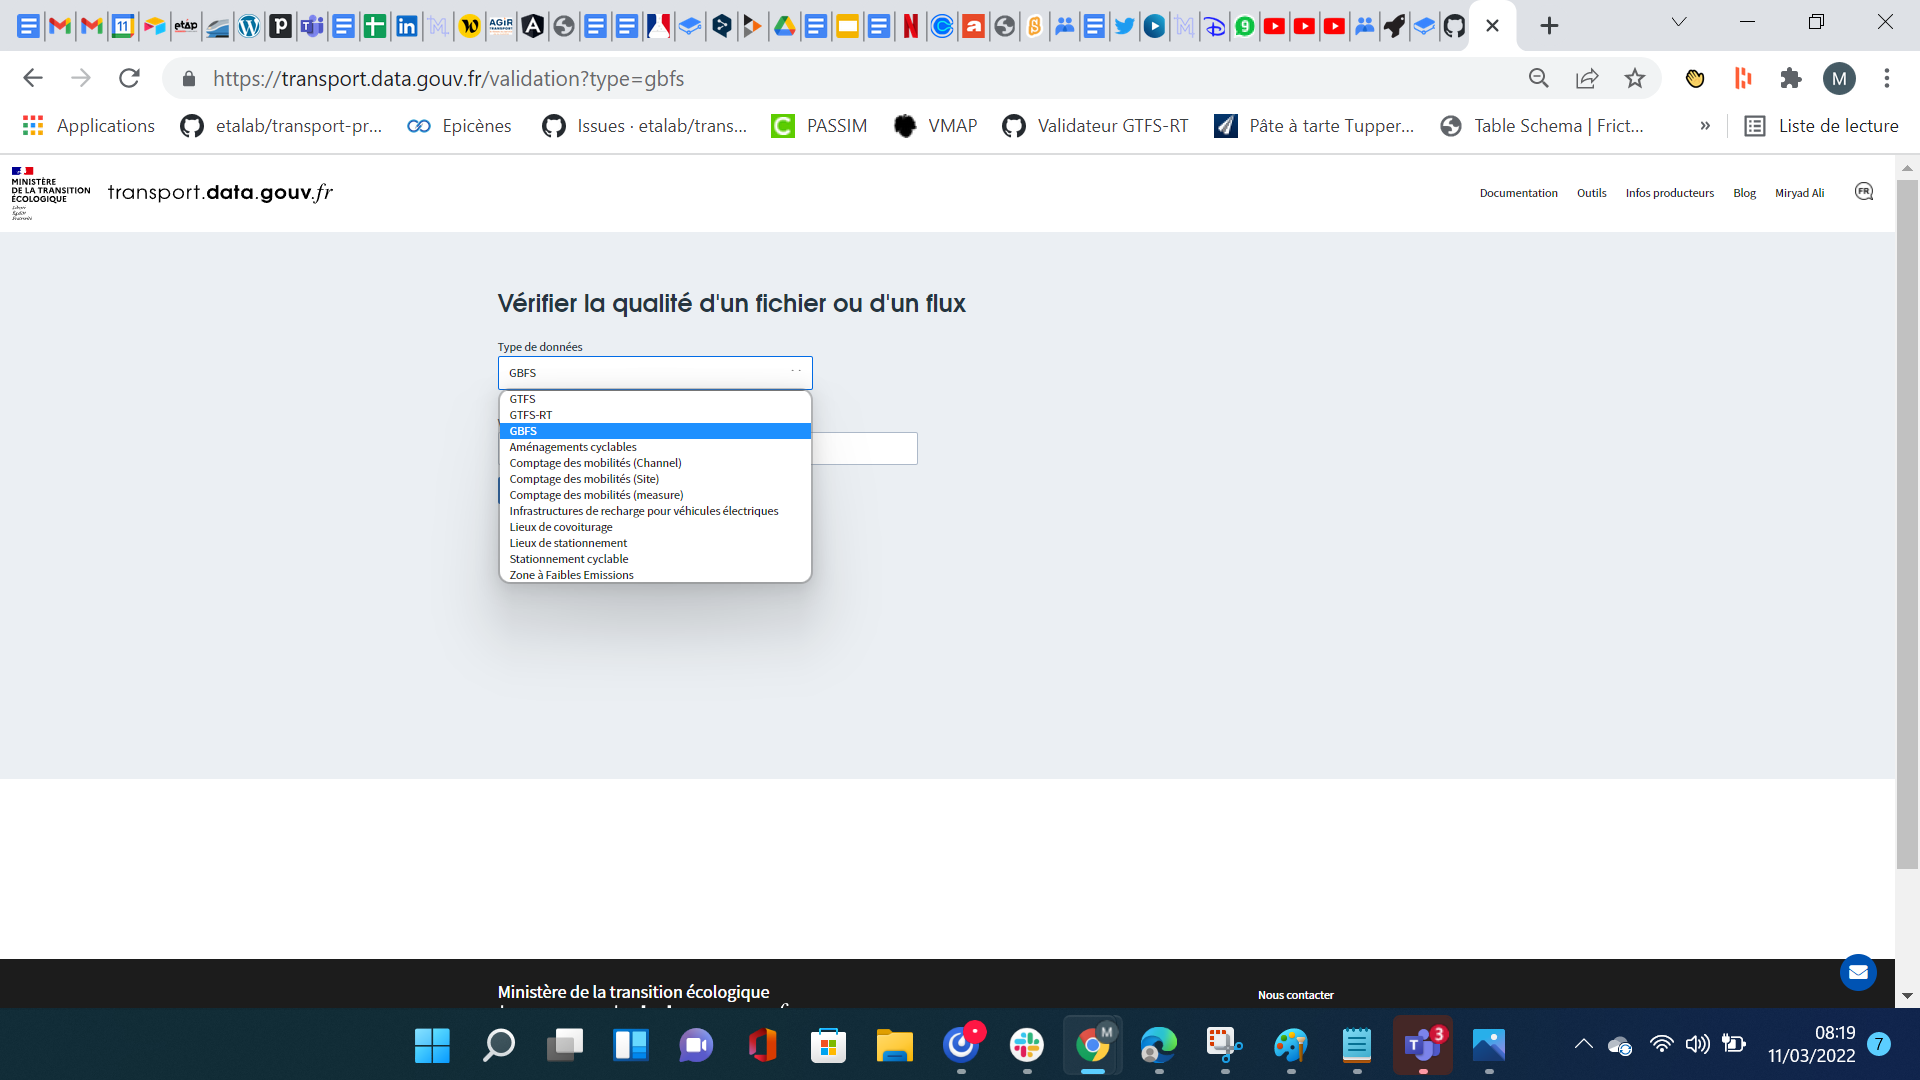 https://transport.data.gouv.fr/validation?type=gbfs
M
Applications
etalab/transport-pr...
Epicènes
Issues · etalab/trans...
PASSIM
VMAP
Validateur GTFS-RT
Pâte à tarte Tupper...
Table Schema | Frict...
»
Liste de lecture
MINISTÈRE
DE LA TRANSITION
ÉCOLOGIQUE
Liberté
Égalité
Fraternité
transport.data.gouv.fr
Documentation
Outils
Infos producteurs
Blog
Miryad Ali
FR
Vérifier la qualité d'un fichier ou d'un flux
Type de données
GBFS
GTFS
GTFS-RT
GBFS
Aménagements cyclables
Comptage des mobilités (Channel)
Comptage des mobilités (Site)
Comptage des mobilités (measure)
Infrastructures de recharge pour véhicules électriques
Lieux de covoiturage
Lieux de stationnement
Stationnement cyclable
Zone à Faibles Emissions
Ministère de la transition écologique
Nous contacter
08:19
11/03/2022
7